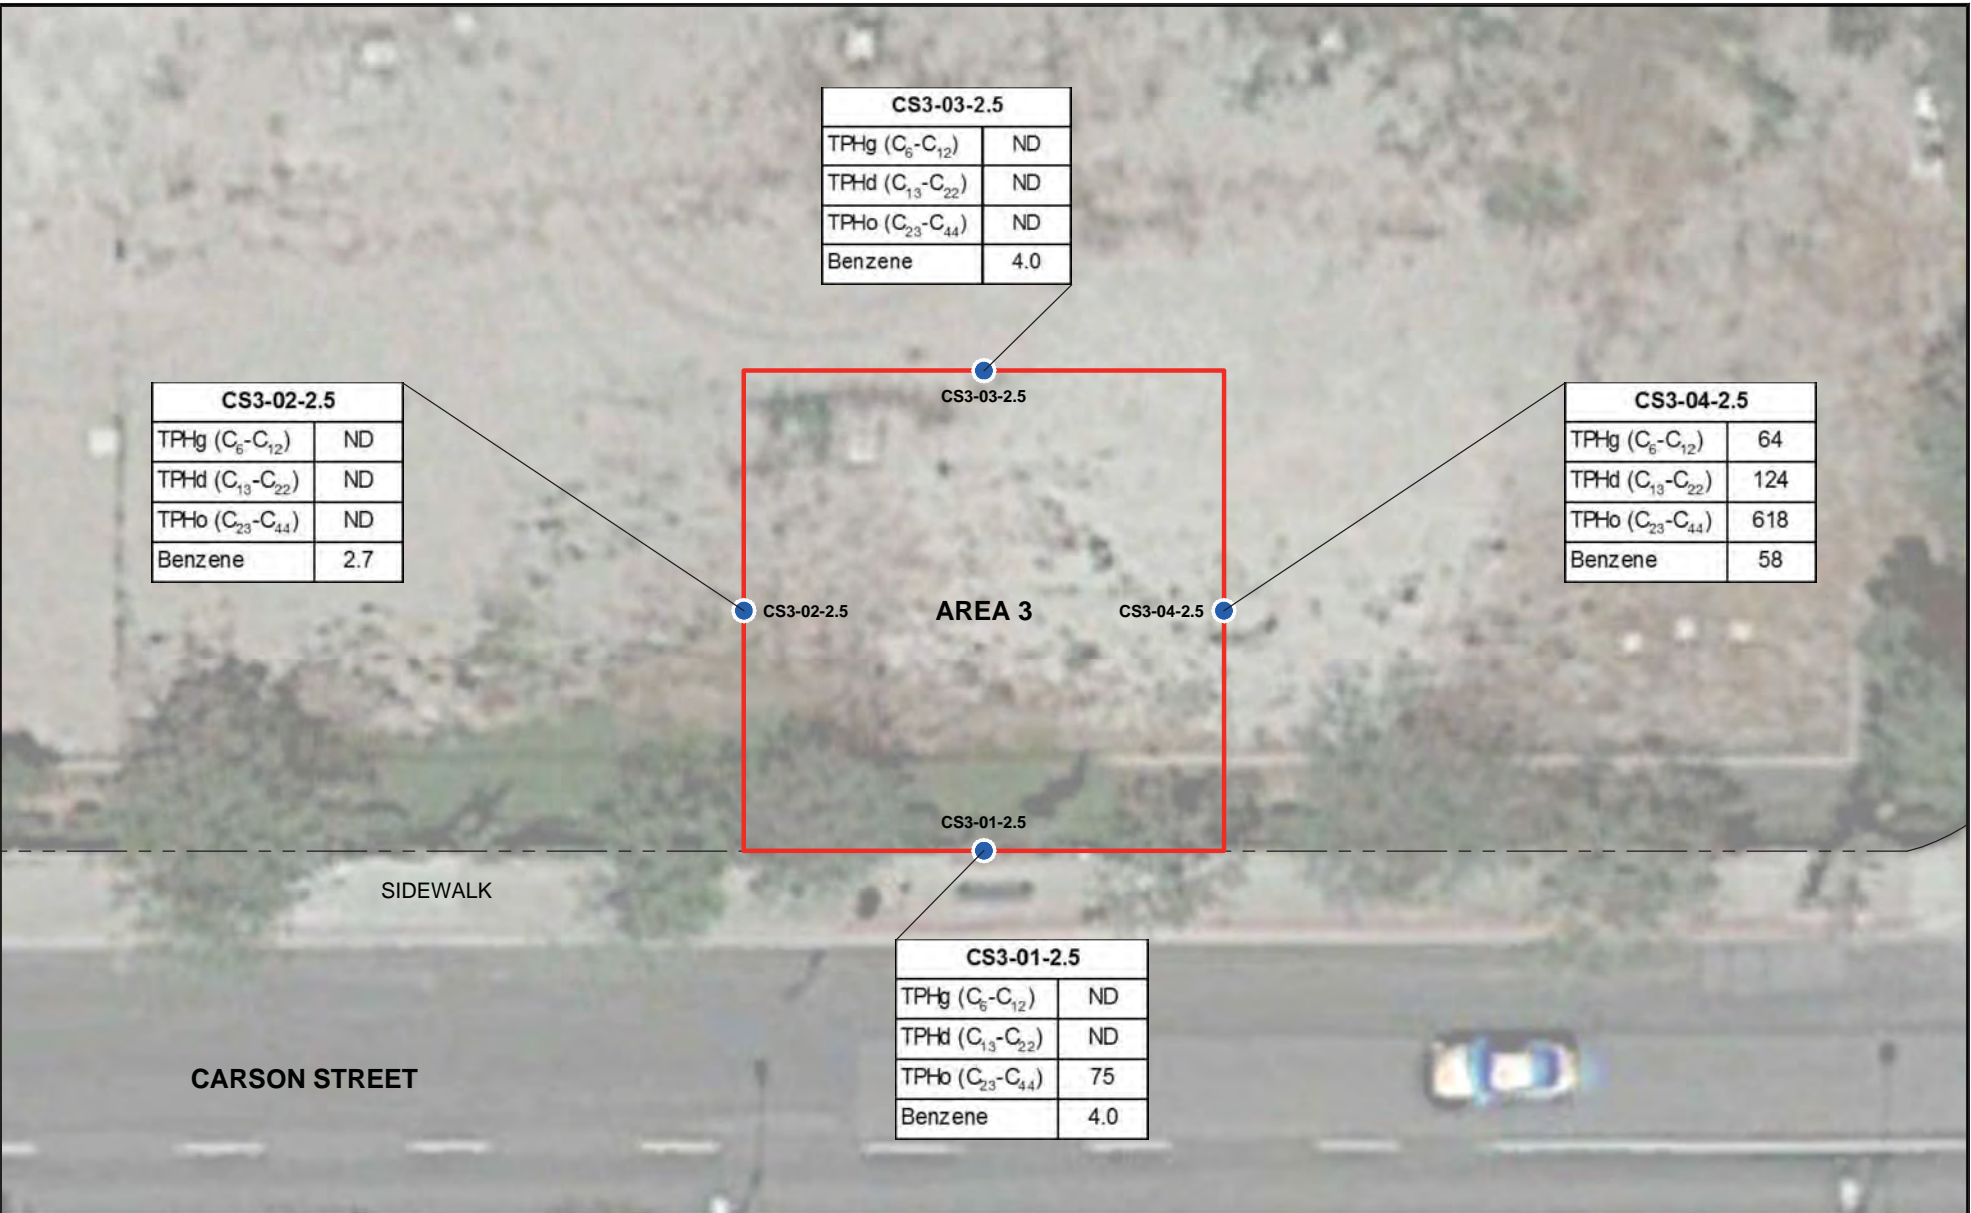 CS3-03-2.5
TPHg (C₆-C₁₂) ND
TPHd (C₁₃-C₂₂) ND
TPHo (C₂₃-C₄₄) ND
Benzene 4.0
CS3-02-2.5
TPHg (C₆-C₁₂) ND
TPHd (C₁₃-C₂₂) ND
TPHo (C₂₃-C₄₄) ND
Benzene 2.7
CS3-04-2.5
TPHg (C₆-C₁₂) 64
TPHd (C₁₃-C₂₂) 124
TPHo (C₂₃-C₄₄) 618
Benzene 58
CS3-03-2.5
CS3-02-2.5
AREA 3
CS3-04-2.5
CS3-01-2.5
SIDEWALK
CS3-01-2.5
TPHg (C₆-C₁₂) ND
TPHd (C₁₃-C₂₂) ND
TPHo (C₂₃-C₄₄) 75
Benzene 4.0
CARSON STREET